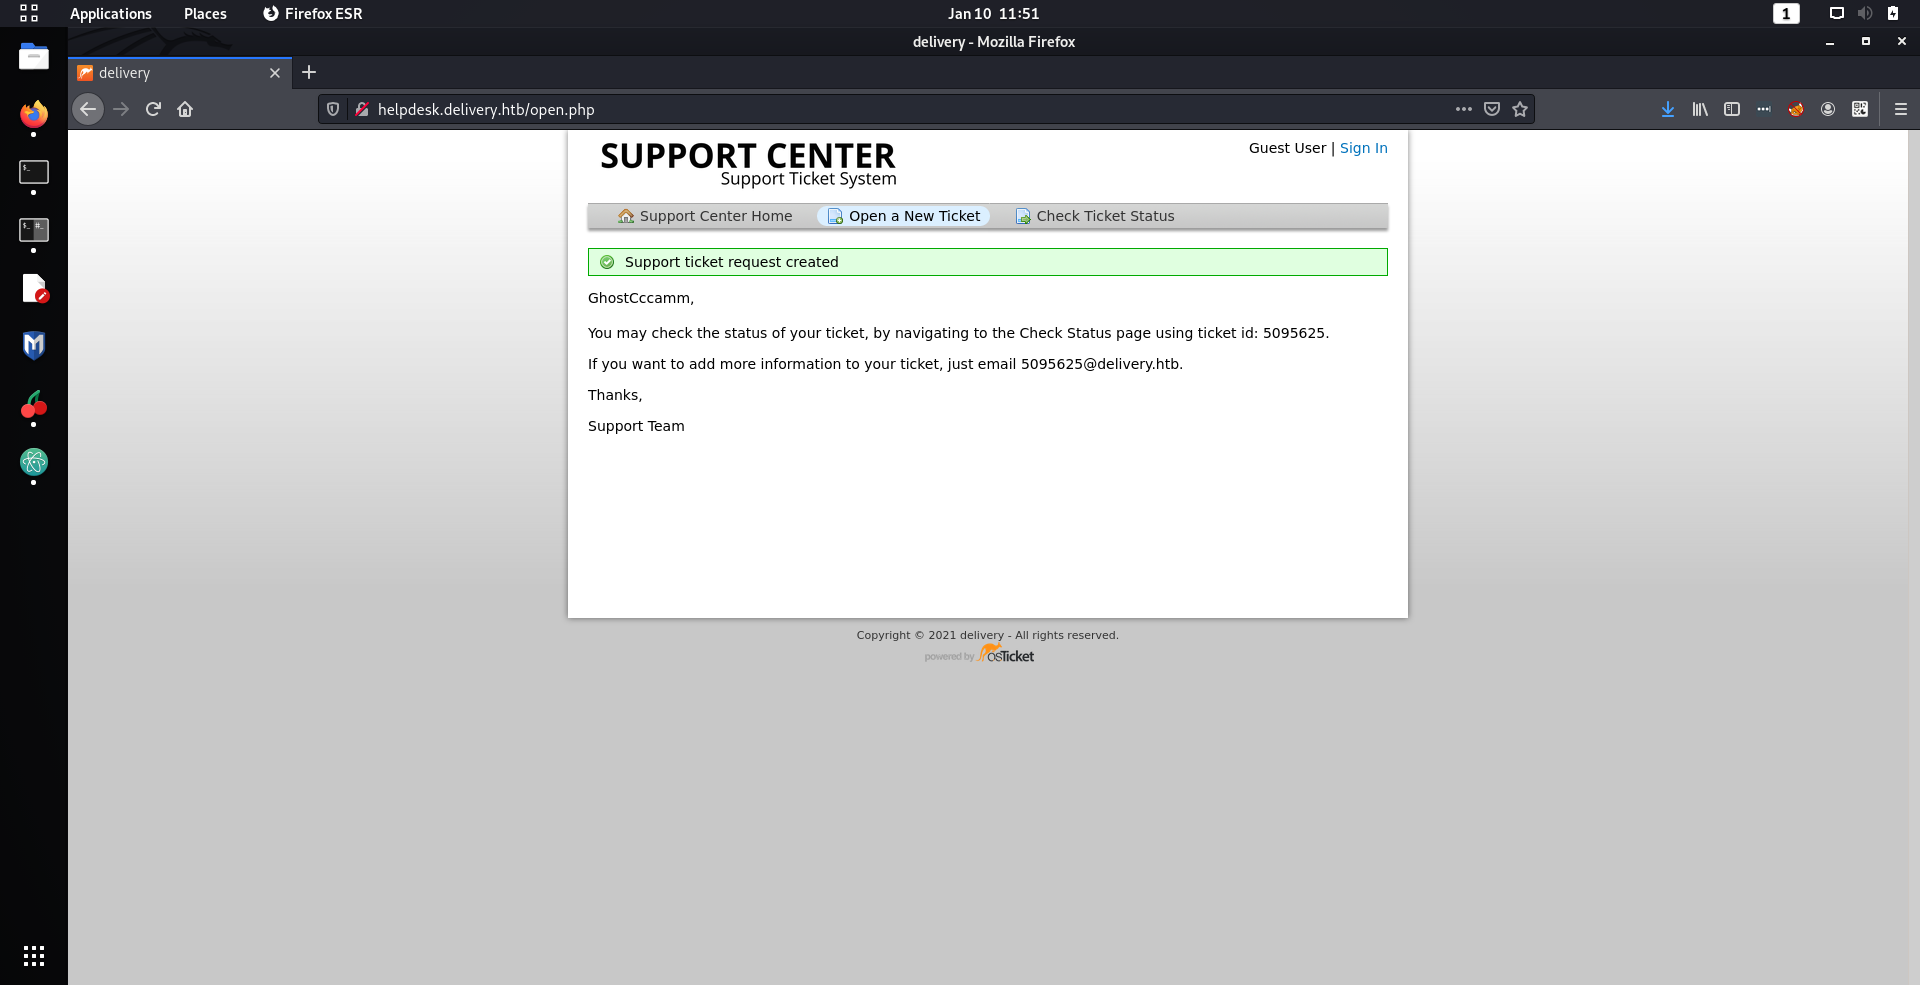 Applications Places Firefox ESR Jan 10 11:51 1
delivery - Mozilla Firefox
delivery
helpdesk.delivery.htb/open.php
SUPPORT CENTER
Support Ticket System
Guest User | Sign In
Support Center Home Open a New Ticket Check Ticket Status
Support ticket request created
GhostCccamm,
You may check the status of your ticket, by navigating to the Check Status page using ticket id: 5095625.
If you want to add more information to your ticket, just email 5095625@delivery.htb.
Thanks,
Support Team
Copyright © 2021 delivery - All rights reserved.
powered by osTicket